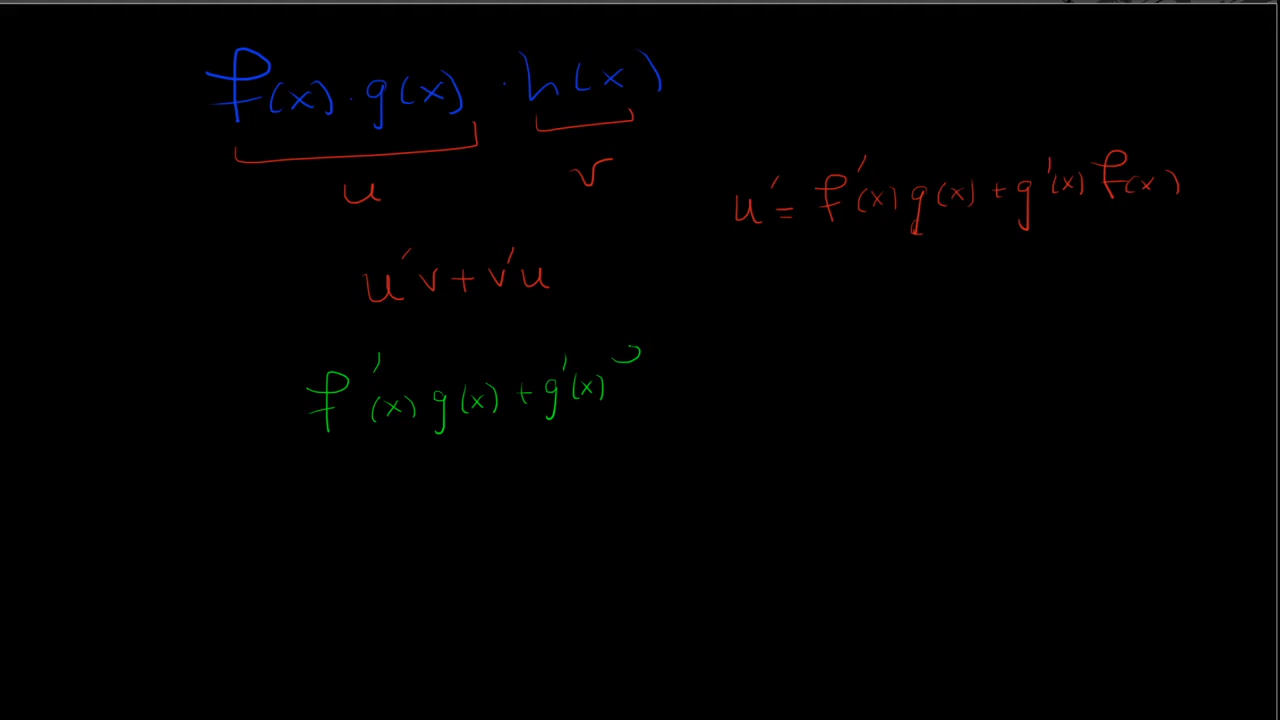 f(x) · g(x) · h(x)
u v
u' = f'(x) g(x) + g'(x) f(x)
u'v + v'u
f'(x) g(x) + g'(x)